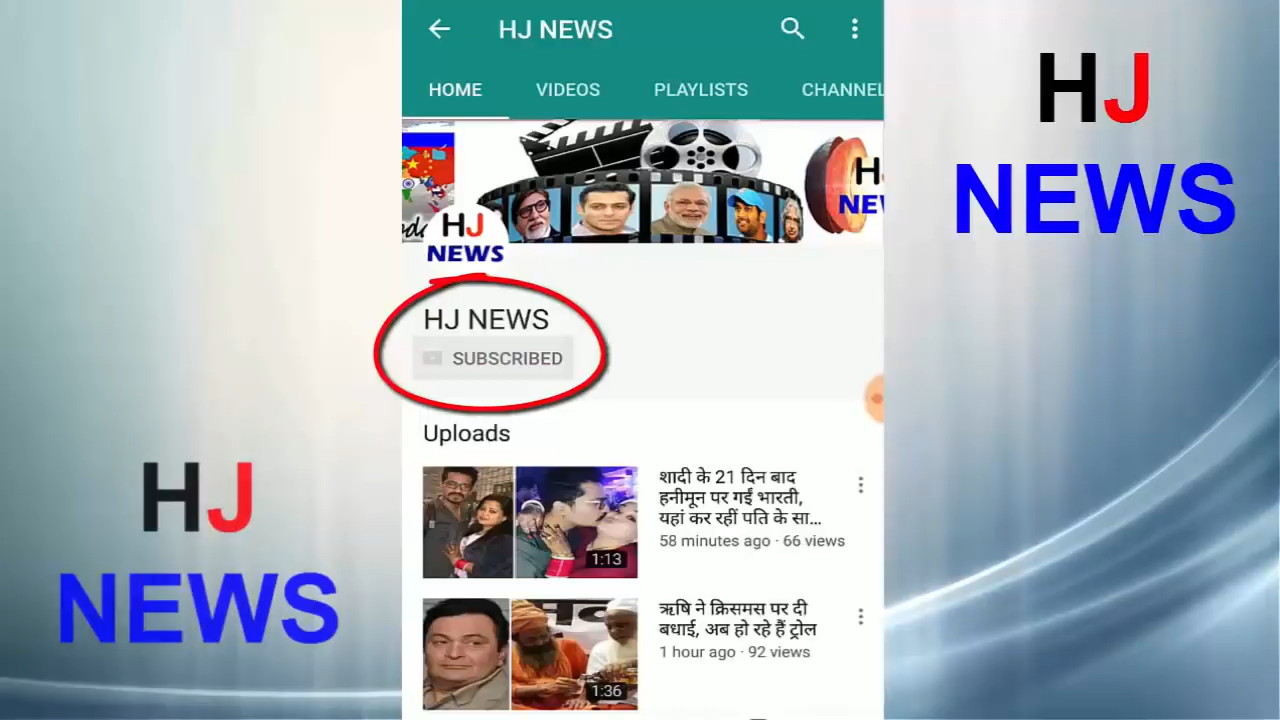 HJ NEWS
HOME VIDEOS PLAYLISTS CHANNEL
HJ
NEWS
HJ
NEWS
HJ NEWS
SUBSCRIBED
Uploads
शादी के 21 दिन बाद
हनीमून पर गईं भारती,
यहां कर रहीं पति के सा...
58 minutes ago · 66 views
1:13
ऋषि ने क्रिसमस पर दी
बधाई, अब हो रहे हैं ट्रोल
1 hour ago · 92 views
1:36
HJ
NEWS
HJ
NEWS